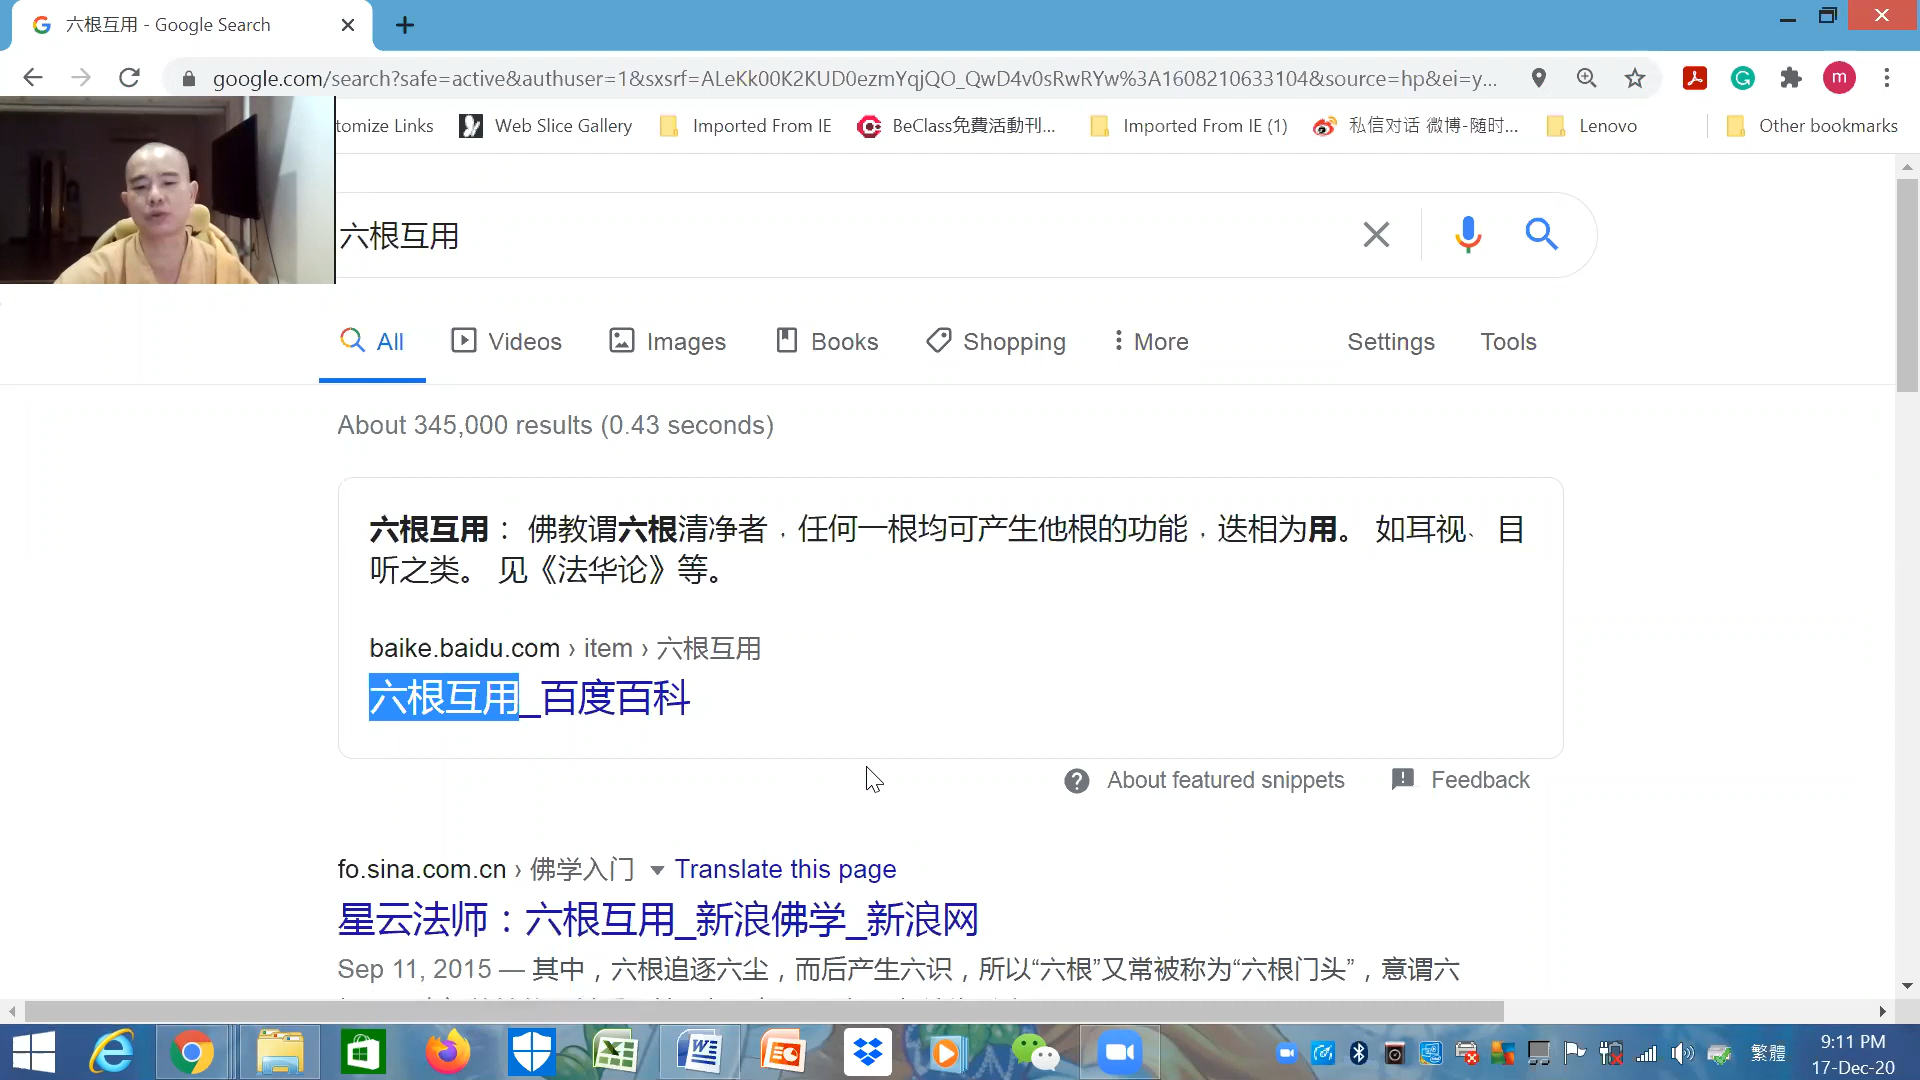 六根互用 - Google Search
google.com/search?safe=active&authuser=1&sxsrf=ALeKk00K2KUD0ezmYqjQO_QwD4v0sRwRYw%3A1608210633104&source=hp&ei=y...
m
tomize Links
Web Slice Gallery
Imported From IE
BeClass免費活動刊...
Imported From IE (1)
私信对话 微博-随时...
Lenovo
Other bookmarks
六根互用
All
Videos
Images
Books
Shopping
More
Settings
Tools
About 345,000 results (0.43 seconds)
六根互用： 佛教谓六根清净者，任何一根均可产生他根的功能，迭相为用。 如耳视、 目
听之类。 见《法华论》等。
baike.baidu.com › item › 六根互用
六根互用_百度百科
About featured snippets
Feedback
fo.sina.com.cn › 佛学入门
Translate this page
星云法师：六根互用_新浪佛学_新浪网
Sep 11, 2015 — 其中，六根追逐六尘，而后产生六识，所以“六根”又常被称为“六根门头”，意谓六
繁體
9:11 PM
17-Dec-20